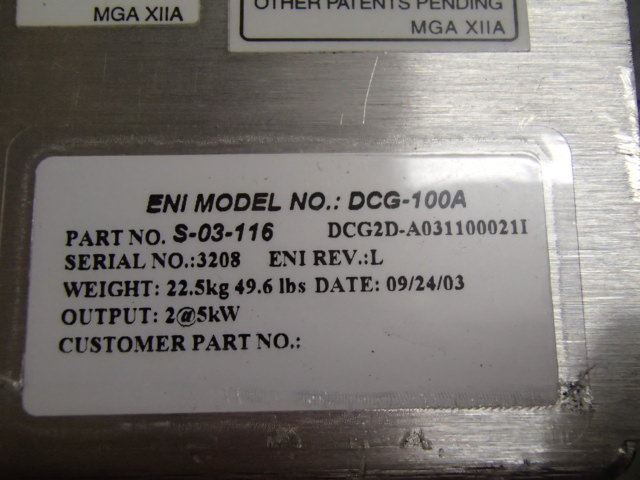 MGA XIIA
OTHER PATENTS PENDING
MGA XIIA
ENI MODEL NO.: DCG-100A
PART NO. S-03-116 DCG2D-A031100021I
SERIAL NO.:3208 ENI REV.:L
WEIGHT: 22.5kg 49.6 lbs DATE: 09/24/03
OUTPUT: 2@5kW
CUSTOMER PART NO.: